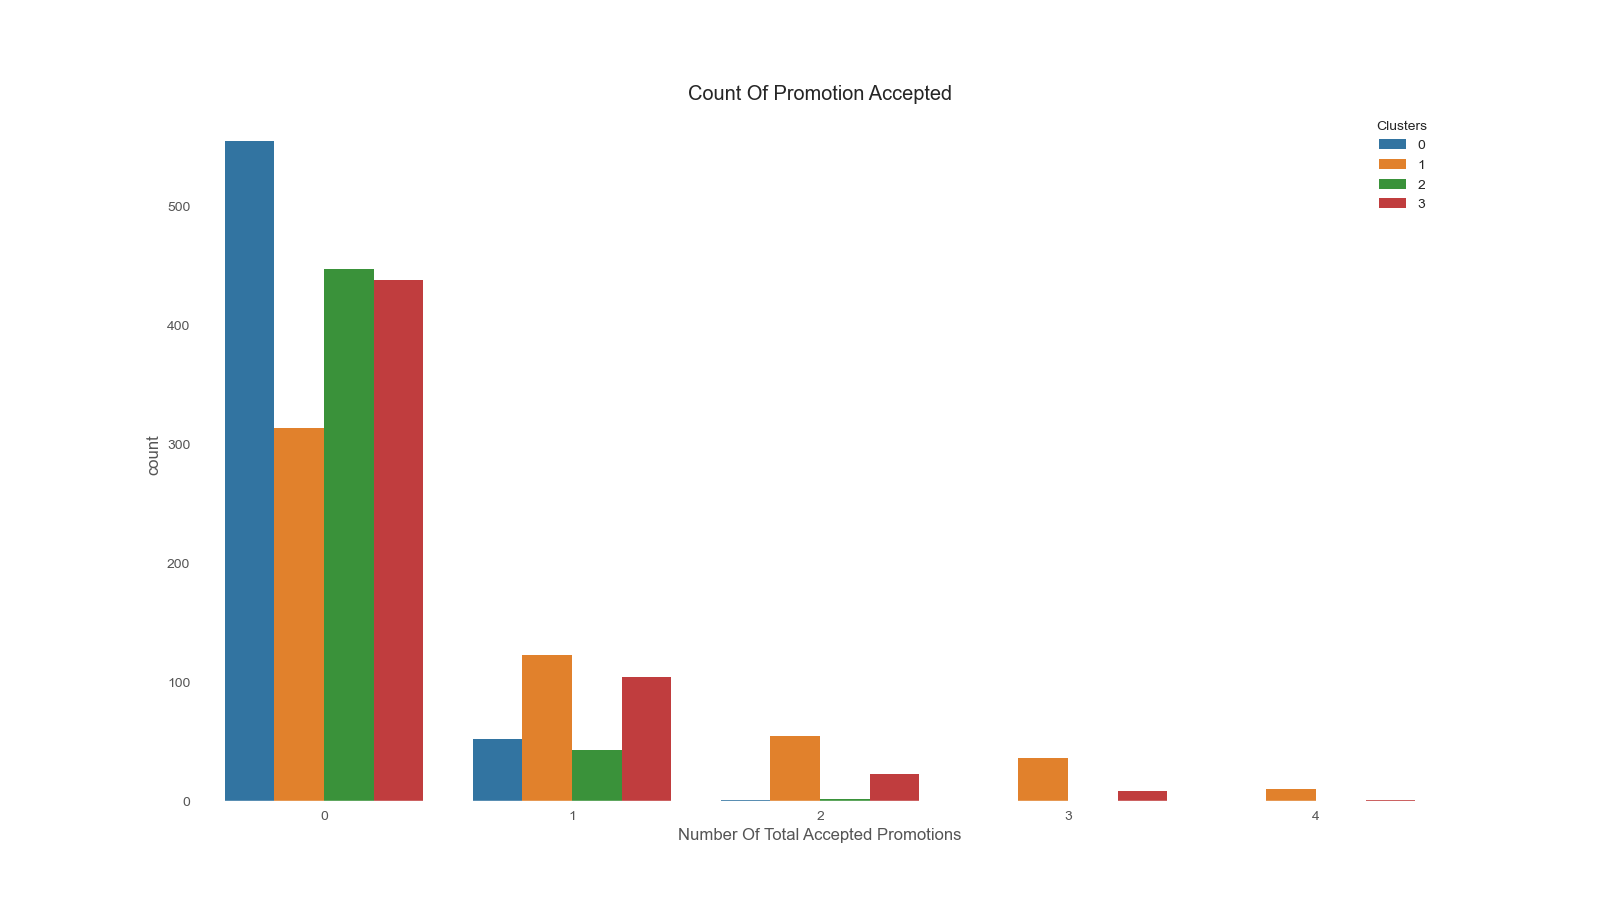 Count Of Promotion Accepted
Clusters
0
1
2
3
500
400
300
200
100
0
count
0 1 2 3 4
Number Of Total Accepted Promotions